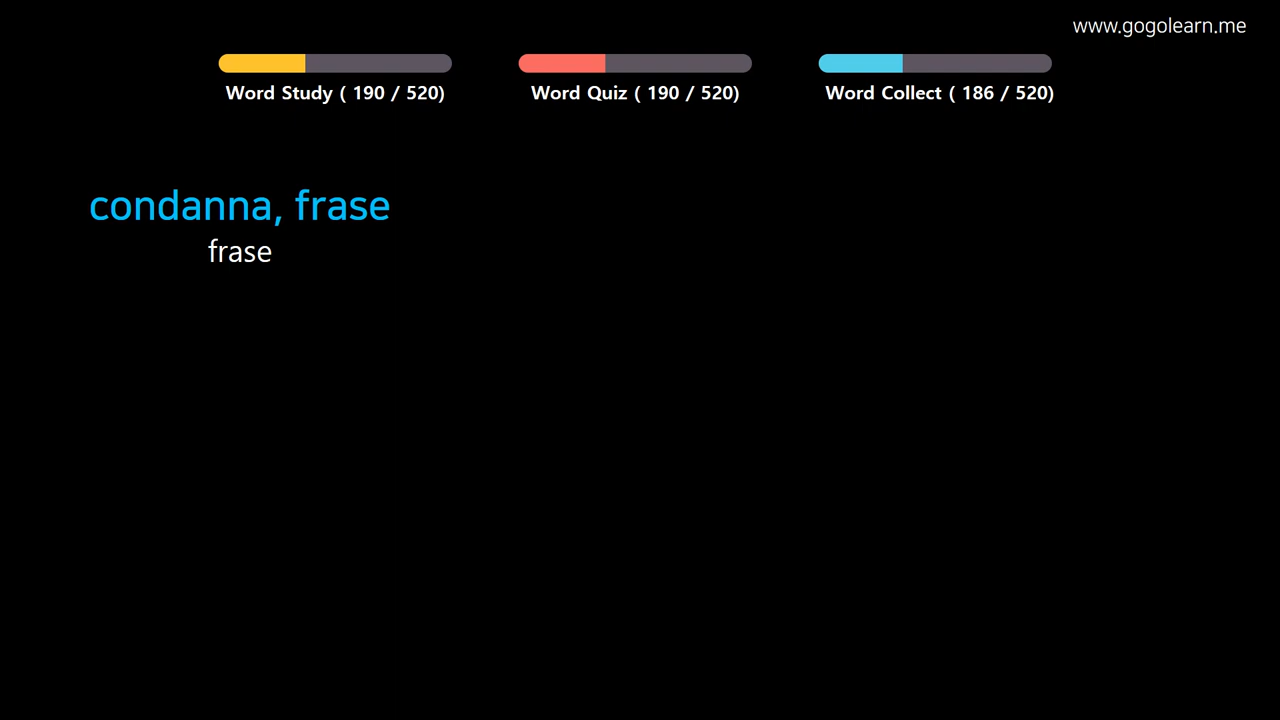 www.gogolearn.me
Word Study ( 190 / 520)
Word Quiz ( 190 / 520)
Word Collect ( 186 / 520)
condanna, frase
frase